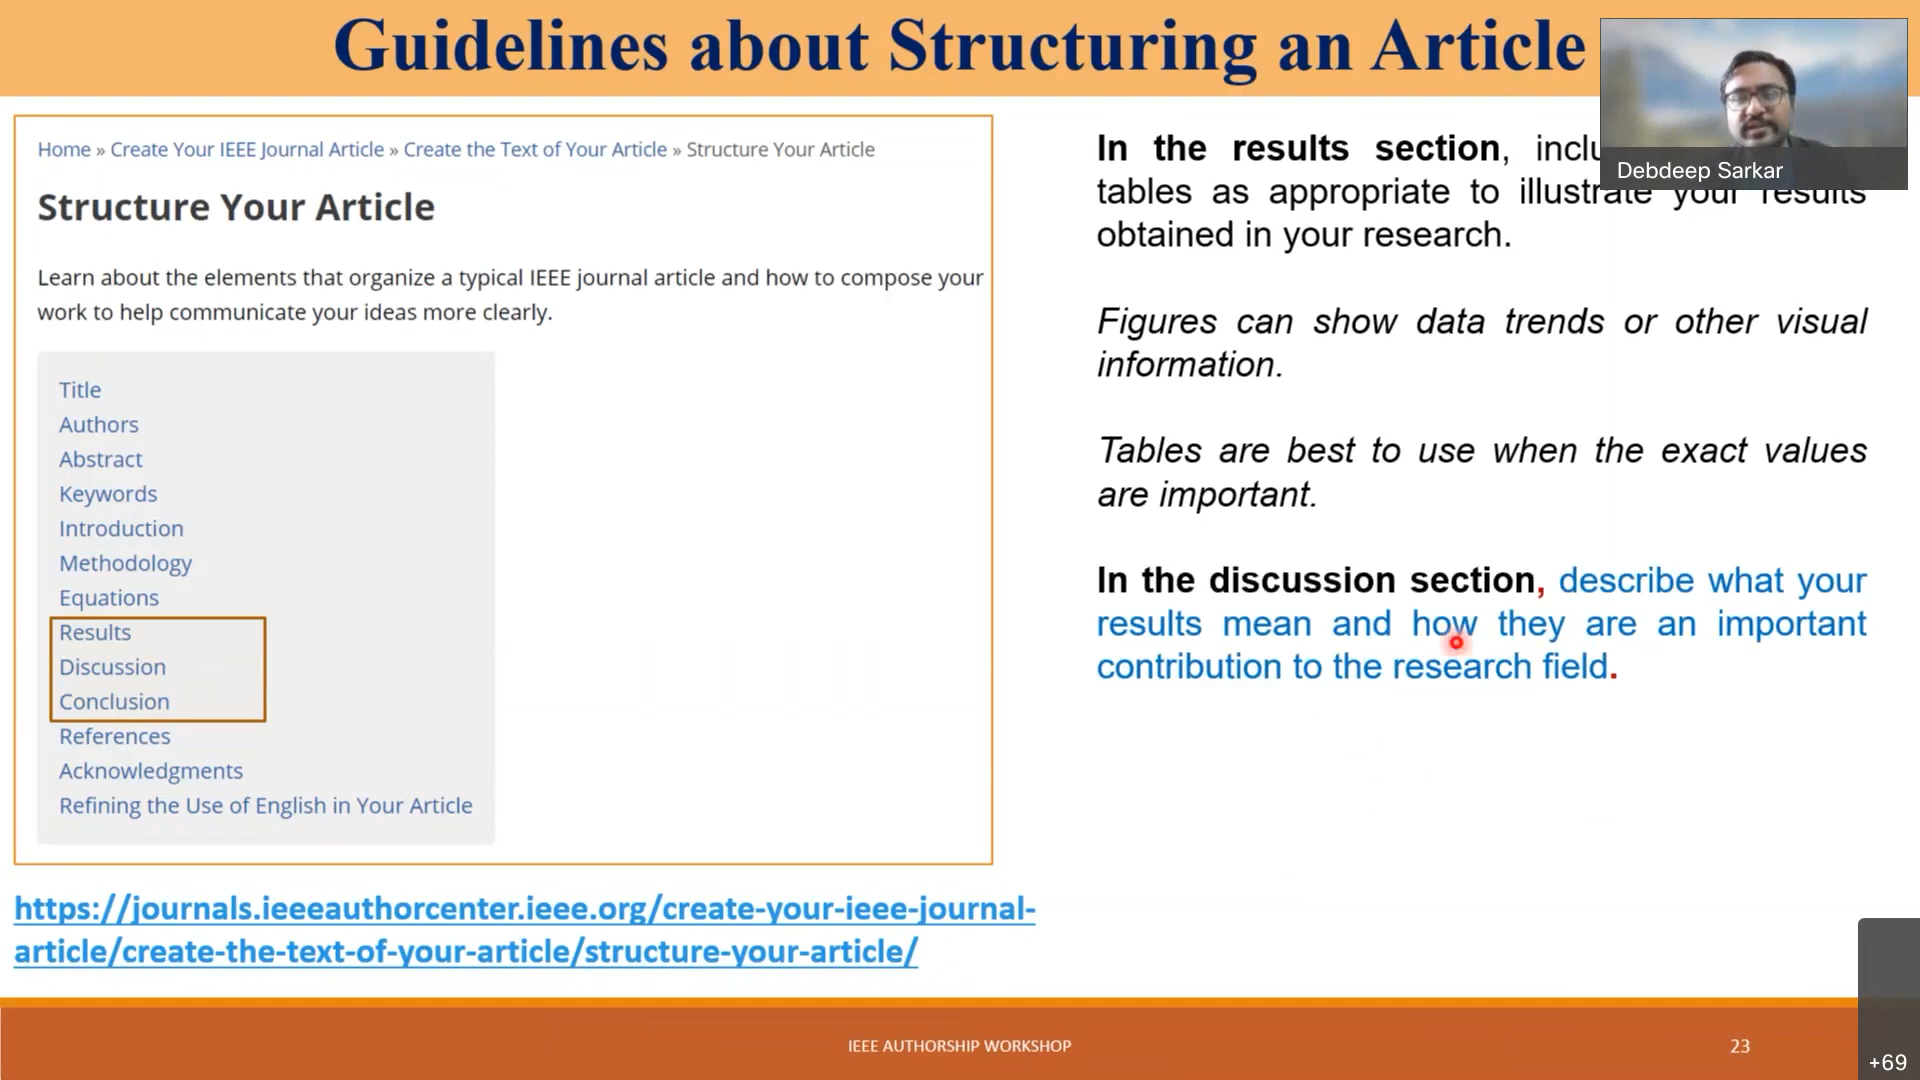 Guidelines about Structuring an Article
Debdeep Sarkar
Home » Create Your IEEE Journal Article » Create the Text of Your Article » Structure Your Article
Structure Your Article
Learn about the elements that organize a typical IEEE journal article and how to compose your
work to help communicate your ideas more clearly.
Title
Authors
Abstract
Keywords
Introduction
Methodology
Equations
Results
Discussion
Conclusion
References
Acknowledgments
Refining the Use of English in Your Article
https://journals.ieeeauthorcenter.ieee.org/create-your-ieee-journal-
article/create-the-text-of-your-article/structure-your-article/
In the results section,
tables as appropriate to illustrate your results
obtained in your research.
Figures can show data trends or other visual
information.
Tables are best to use when the exact values
are important.
In the discussion section, describe what your
results mean and how they are an important
contribution to the research field.
IEEE AUTHORSHIP WORKSHOP
23
+69